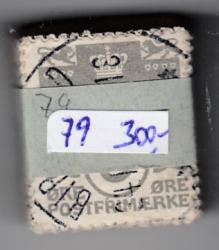 79
79 300,-
ØRE ØRE
POSTFRIMÆRKE